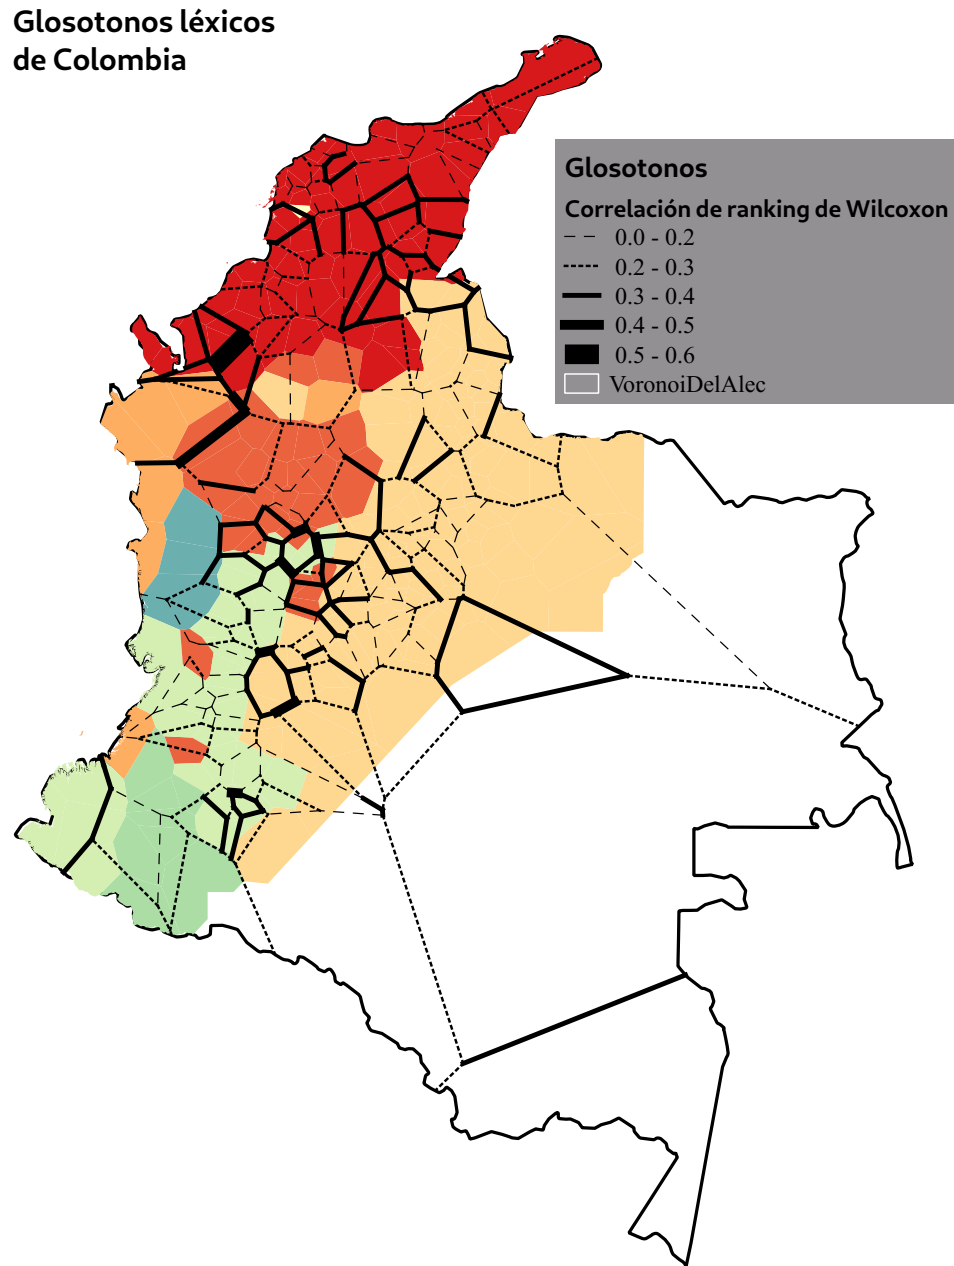 Glosotonos léxicos
de Colombia
Glosotonos
Correlación de ranking de Wilcoxon
0.0 - 0.2
0.2 - 0.3
0.3 - 0.4
0.4 - 0.5
0.5 - 0.6
VoronoiDelAlec